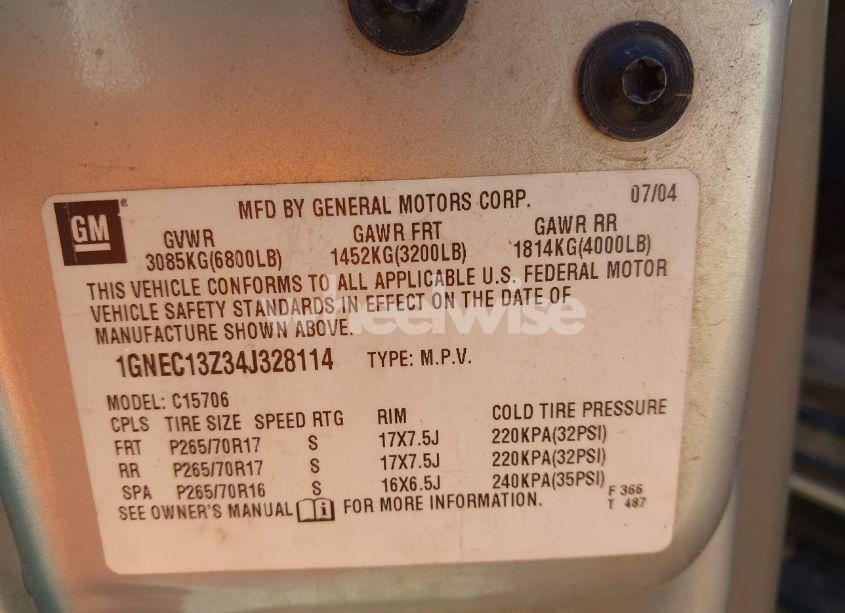 GM
®
MFD BY GENERAL MOTORS CORP. 07/04
GVWR GAWR FRT GAWR RR
3085KG(6800LB) 1452KG(3200LB) 1814KG(4000LB)
THIS VEHICLE CONFORMS TO ALL APPLICABLE U.S. FEDERAL MOTOR
VEHICLE SAFETY STANDARDS IN EFFECT ON THE DATE OF
MANUFACTURE SHOWN ABOVE.
wheelwise
1GNEC13Z34J328114 TYPE: M.P.V.
MODEL: C15706
CPLS TIRE SIZE SPEED RTG RIM COLD TIRE PRESSURE
FRT P265/70R17 S 17X7.5J 220KPA(32PSI)
RR P265/70R17 S 17X7.5J 220KPA(32PSI)
SPA P265/70R16 S 16X6.5J 240KPA(35PSI)
SEE OWNER'S MANUAL i FOR MORE INFORMATION.
F 366
T 487